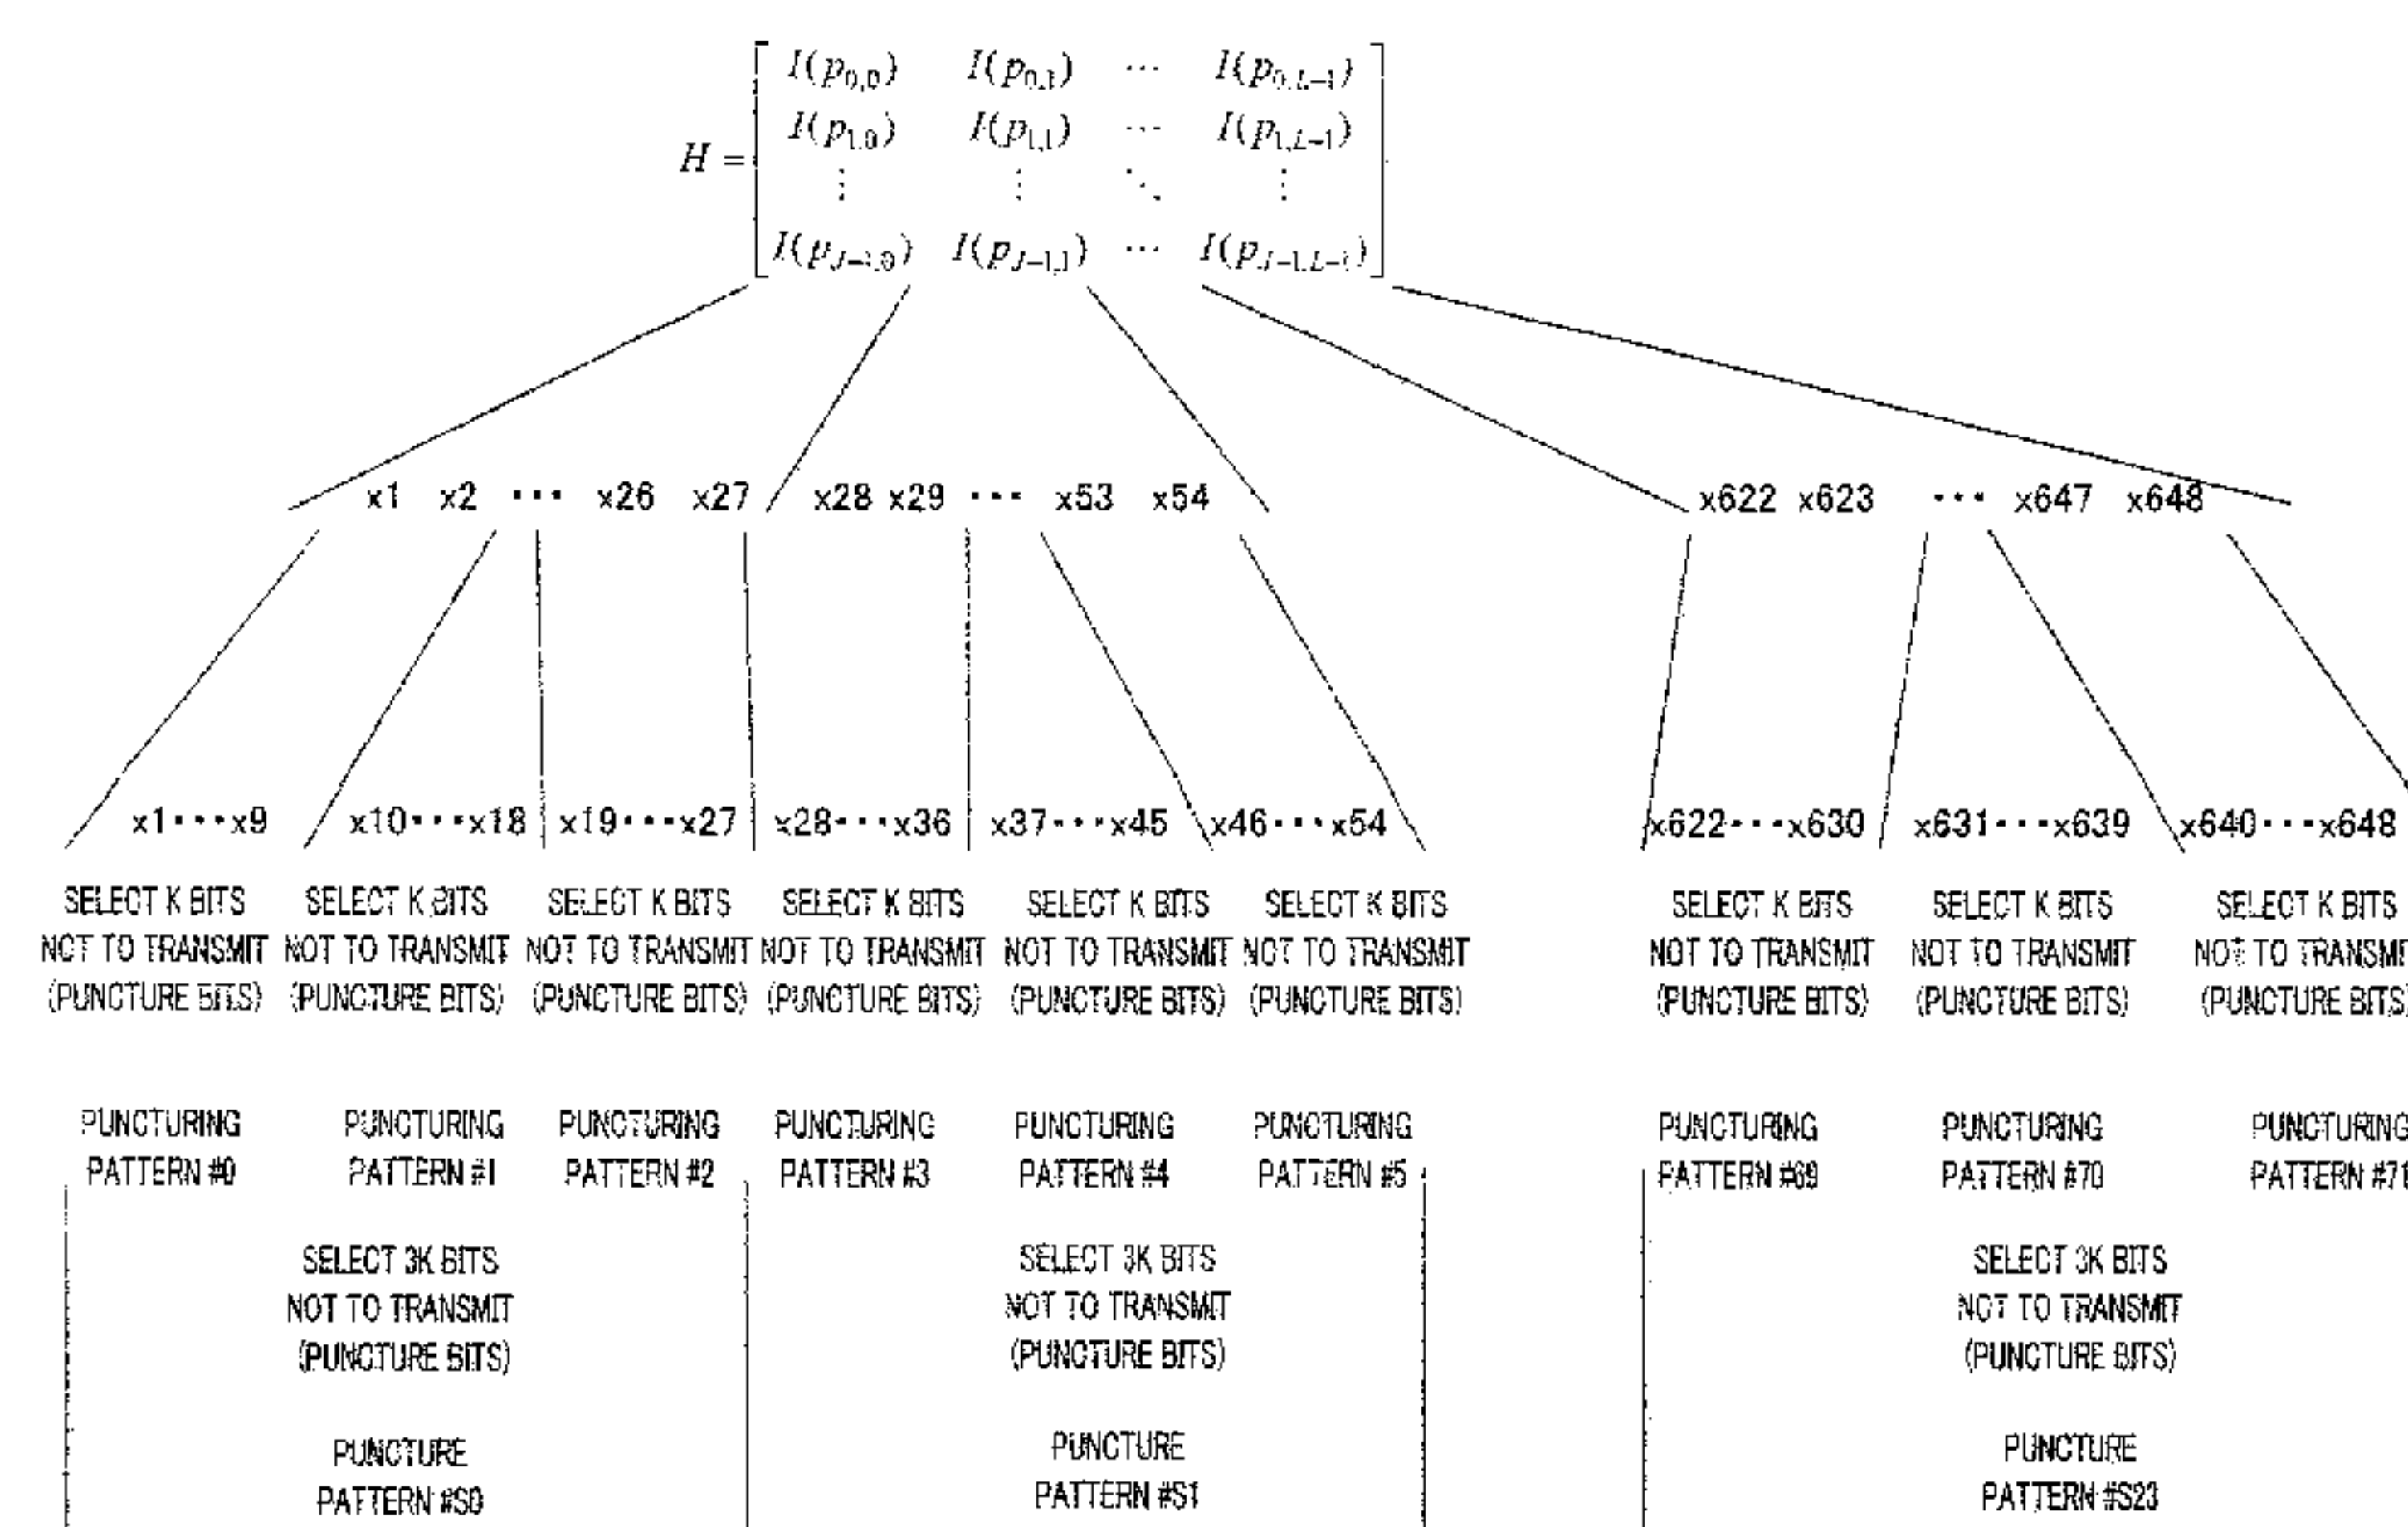 I(p0,0) I(p0,1) ⋯ I(p0,L−1)
I(p1,0) I(p1,1) ⋯ I(p1,L−1)
H =
⋮ ⋮ ⋱ ⋮
I(pJ−1,0) I(pJ−1,1) ⋯ I(pJ−1,L−1)
x1 x2 ⋯ x26 x27 x28 x29 ⋯ x53 x54 x622 x623 ⋯ x647 x648
x1⋯x9 x10⋯x18 x19⋯x27 x28⋯x36 x37⋯x45 x46⋯x54 x622⋯x630 x631⋯x639 x640⋯x648
SELECT K BITS SELECT K BITS SELECT K BITS SELECT K BITS SELECT K BITS SELECT K BITS SELECT K BITS SELECT K BITS SELECT K BITS
NOT TO TRANSMIT NOT TO TRANSMIT NOT TO TRANSMIT NOT TO TRANSMIT NOT TO TRANSMIT NOT TO TRANSMIT NOT TO TRANSMIT NOT TO TRANSMIT NOT TO TRANSMIT
(PUNCTURE BITS) (PUNCTURE BITS) (PUNCTURE BITS) (PUNCTURE BITS) (PUNCTURE BITS) (PUNCTURE BITS) (PUNCTURE BITS) (PUNCTURE BITS) (PUNCTURE BITS)
PUNCTURING PUNCTURING PUNCTURING PUNCTURING PUNCTURING PUNCTURING PUNCTURING PUNCTURING PUNCTURING
PATTERN #0 PATTERN #1 PATTERN #2 PATTERN #3 PATTERN #4 PATTERN #5 PATTERN #69 PATTERN #70 PATTERN #71
SELECT 3K BITS SELECT 3K BITS SELECT 3K BITS
NOT TO TRANSMIT NOT TO TRANSMIT NOT TO TRANSMIT
(PUNCTURE BITS) (PUNCTURE BITS) (PUNCTURE BITS)
PUNCTURE PUNCTURE PUNCTURE
PATTERN #S0 PATTERN #S1 PATTERN #S23